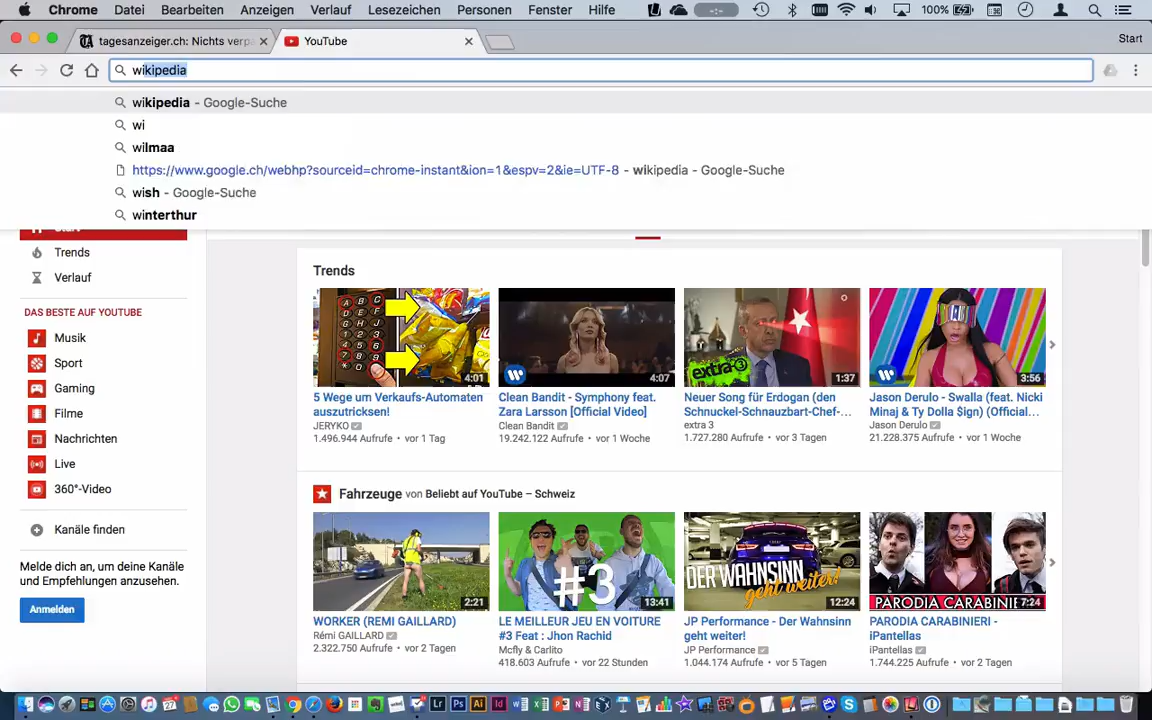 Chrome Datei Bearbeiten Anzeigen Verlauf Lesezeichen Personen Fenster Hilfe 100%
tagesanzeiger.ch: Nichts verpa
YouTube
Start
wikipedia
wikipedia - Google-Suche
wi
wilmaa
https://www.google.ch/webhp?sourceid=chrome-instant&ion=1&espv=2&ie=UTF-8 - wikipedia - Google-Suche
wish - Google-Suche
winterthur
Start
Trends
Verlauf
DAS BESTE AUF YOUTUBE
Musik
Sport
Gaming
Filme
Nachrichten
Live
360°-Video
Kanäle finden
Melde dich an, um deine Kanäle
und Empfehlungen anzusehen.
Anmelden
Trends
4:01
4:07
extra 3
1:37
3:56
5 Wege um Verkaufs-Automaten
auszutricksen!
JERYKO
1.496.944 Aufrufe • vor 1 Tag
Clean Bandit - Symphony feat.
Zara Larsson [Official Video]
Clean Bandit
19.242.122 Aufrufe • vor 1 Woche
Neuer Song für Erdogan (den
Schnuckel-Schnauzbart-Chef-...
extra 3
1.727.280 Aufrufe • vor 3 Tagen
Jason Derulo - Swalla (feat. Nicki
Minaj & Ty Dolla $ign) (Official...
Jason Derulo
21.228.375 Aufrufe • vor 1 Woche
Fahrzeuge von Beliebt auf YouTube – Schweiz
2:21
#3
13:41
DER WAHNSINN
geht weiter!
12:24
PARODIA CARABINIE
7:24
WORKER (REMI GAILLARD)
Rémi GAILLARD
2.322.750 Aufrufe • vor 2 Tagen
LE MEILLEUR JEU EN VOITURE
#3 Feat : Jhon Rachid
Mcfly & Carlito
418.603 Aufrufe • vor 22 Stunden
JP Performance - Der Wahnsinn
geht weiter!
JP Performance
1.044.174 Aufrufe • vor 5 Tagen
PARODIA CARABINIERI -
iPantellas
iPantellas
1.744.225 Aufrufe • vor 2 Tagen